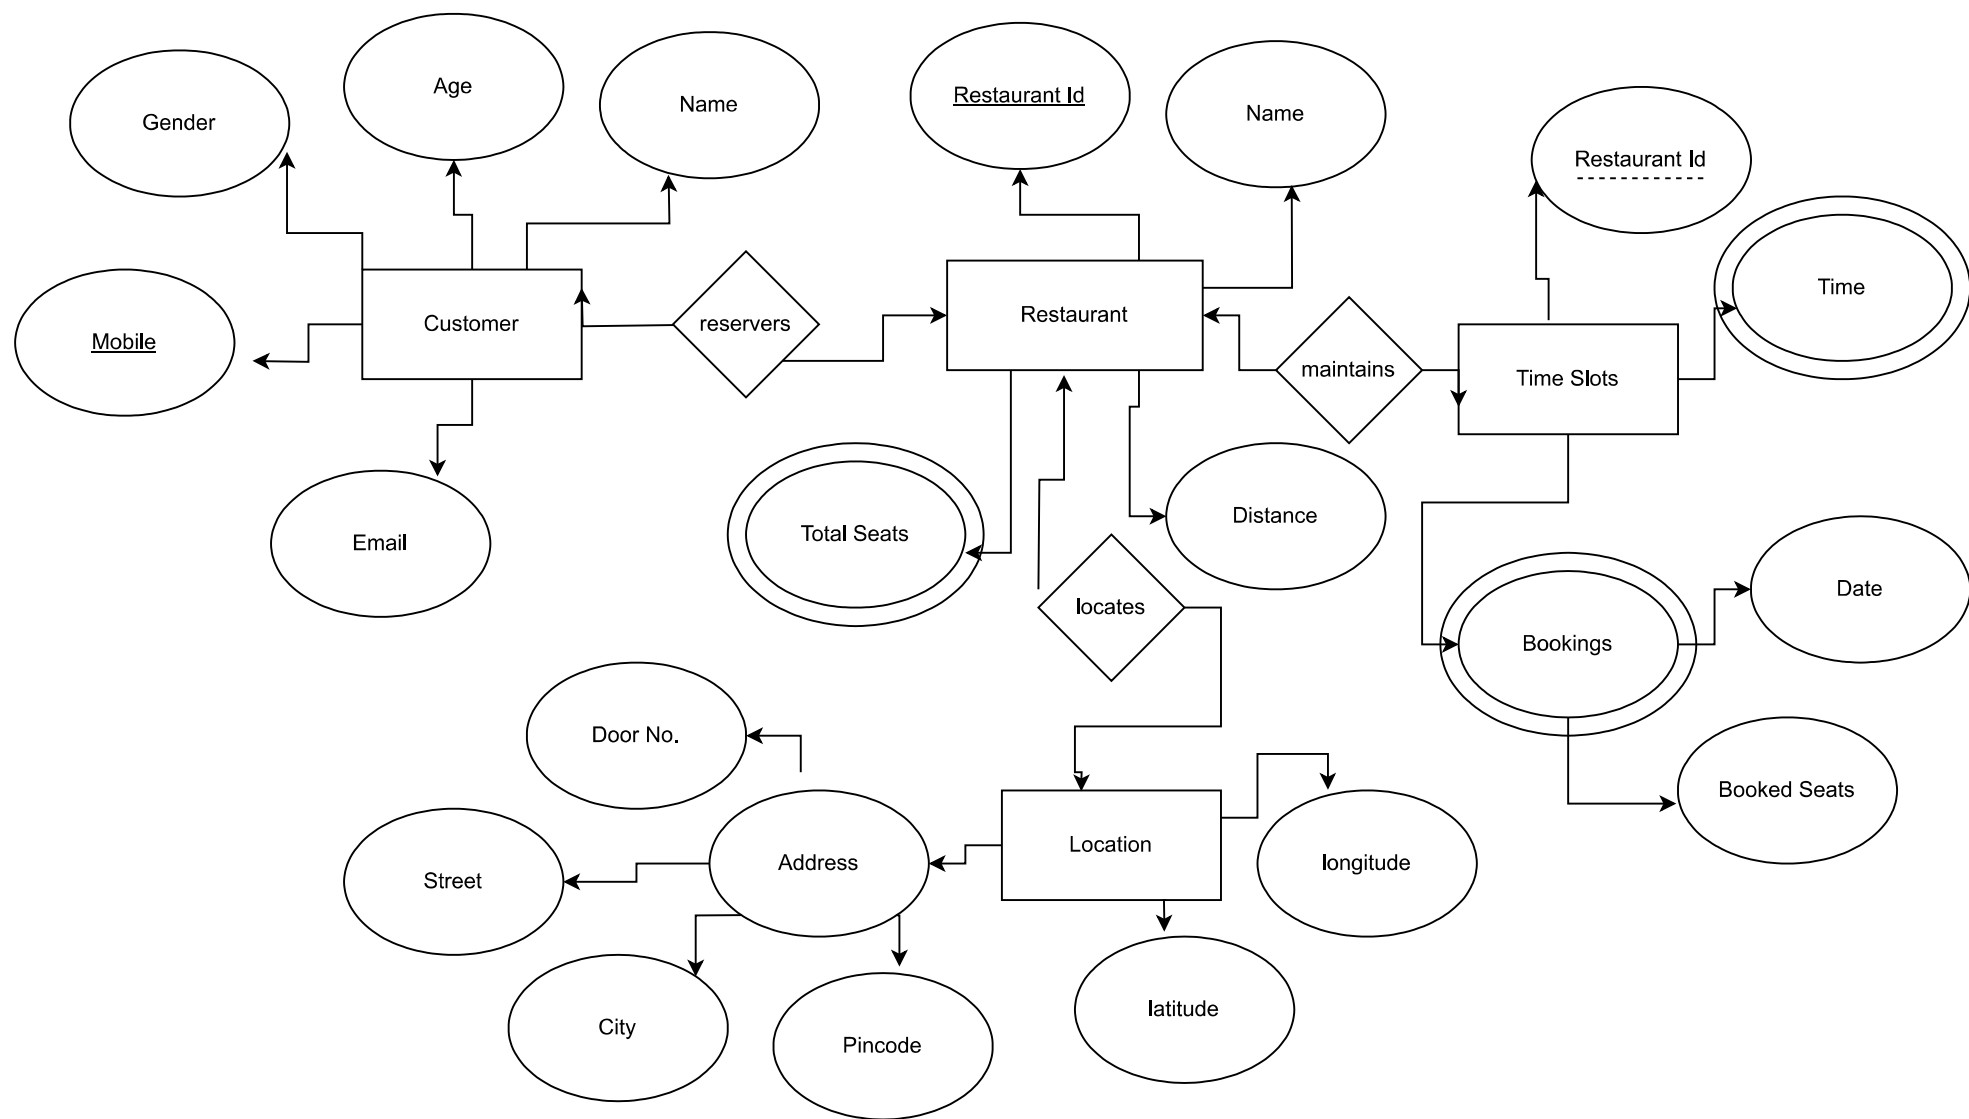 Age
Restaurant Id
Name
Name
Gender
Restaurant Id
Time
Restaurant
Customer
reservers
Mobile
maintains
Time Slots
Distance
Total Seats
Email
Date
locates
Bookings
Door No.
Booked Seats
Location
Address
longitude
Street
latitude
City
Pincode